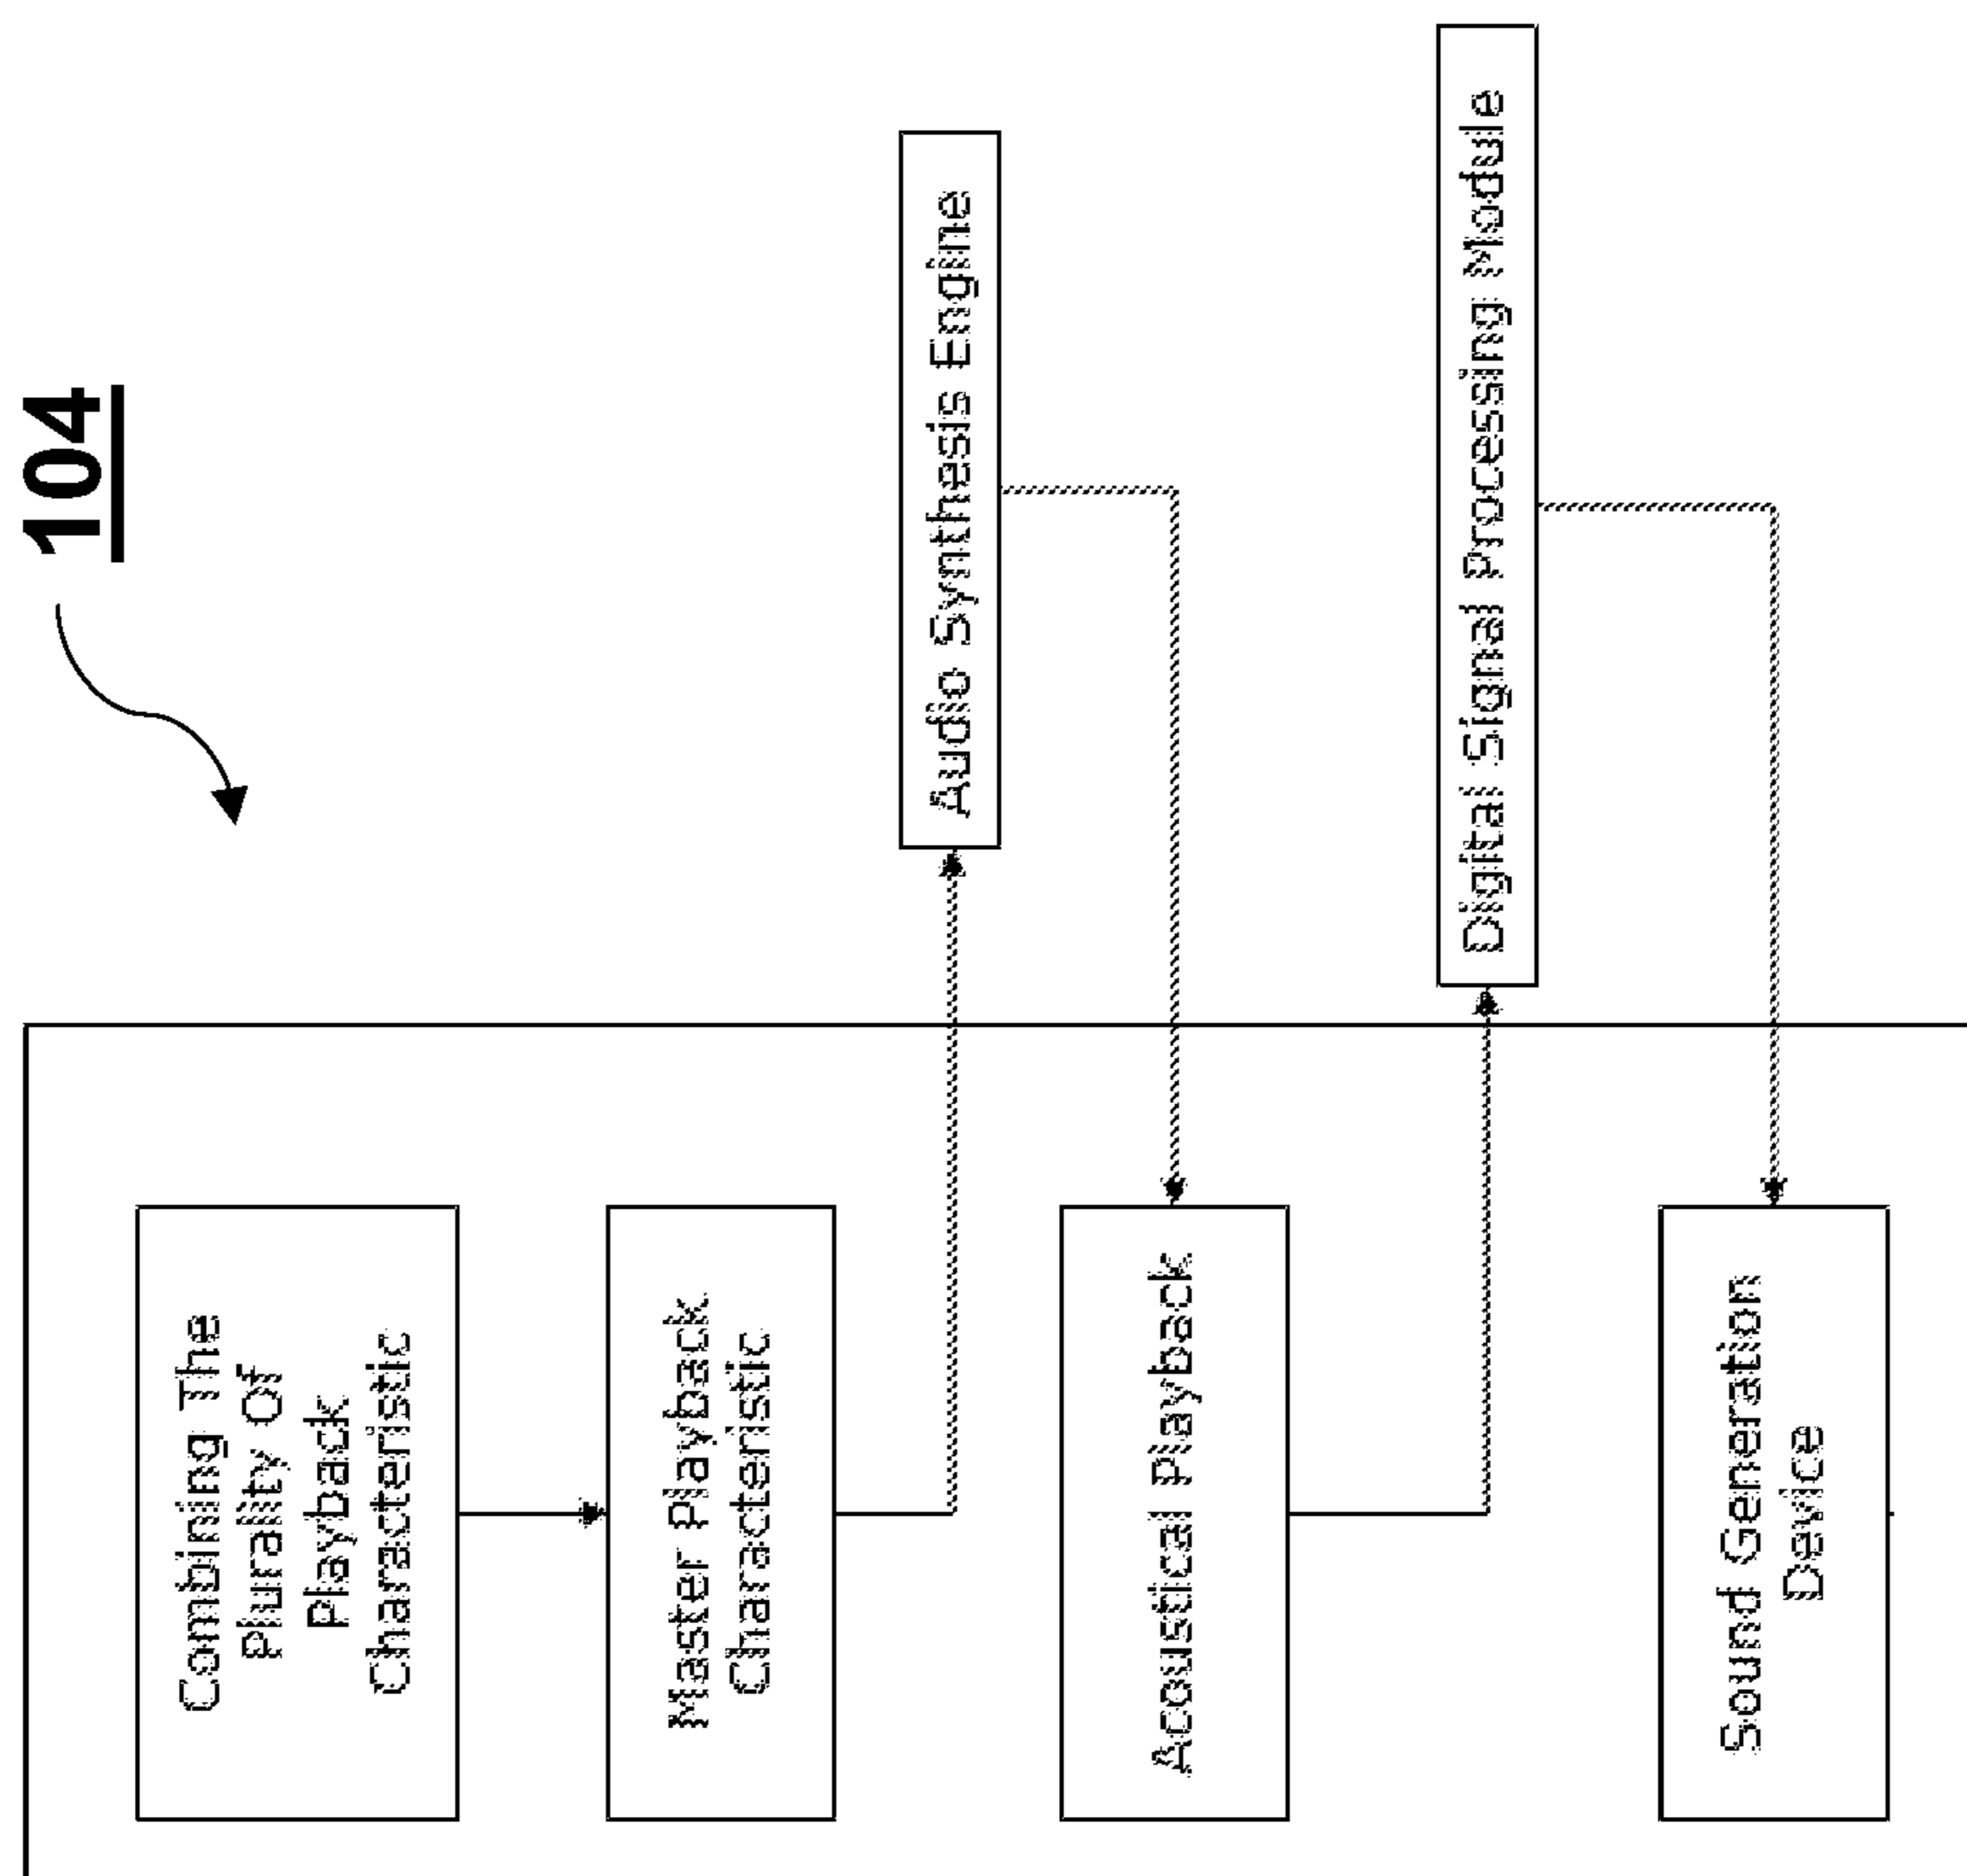 104
Audio Synthesis Engine
Digital Signal Processing Module
Combining The
Plurality Of
Playback
Characteristic
Master Playback
Characteristic
Acoustical Playback
Sound Generation
Device